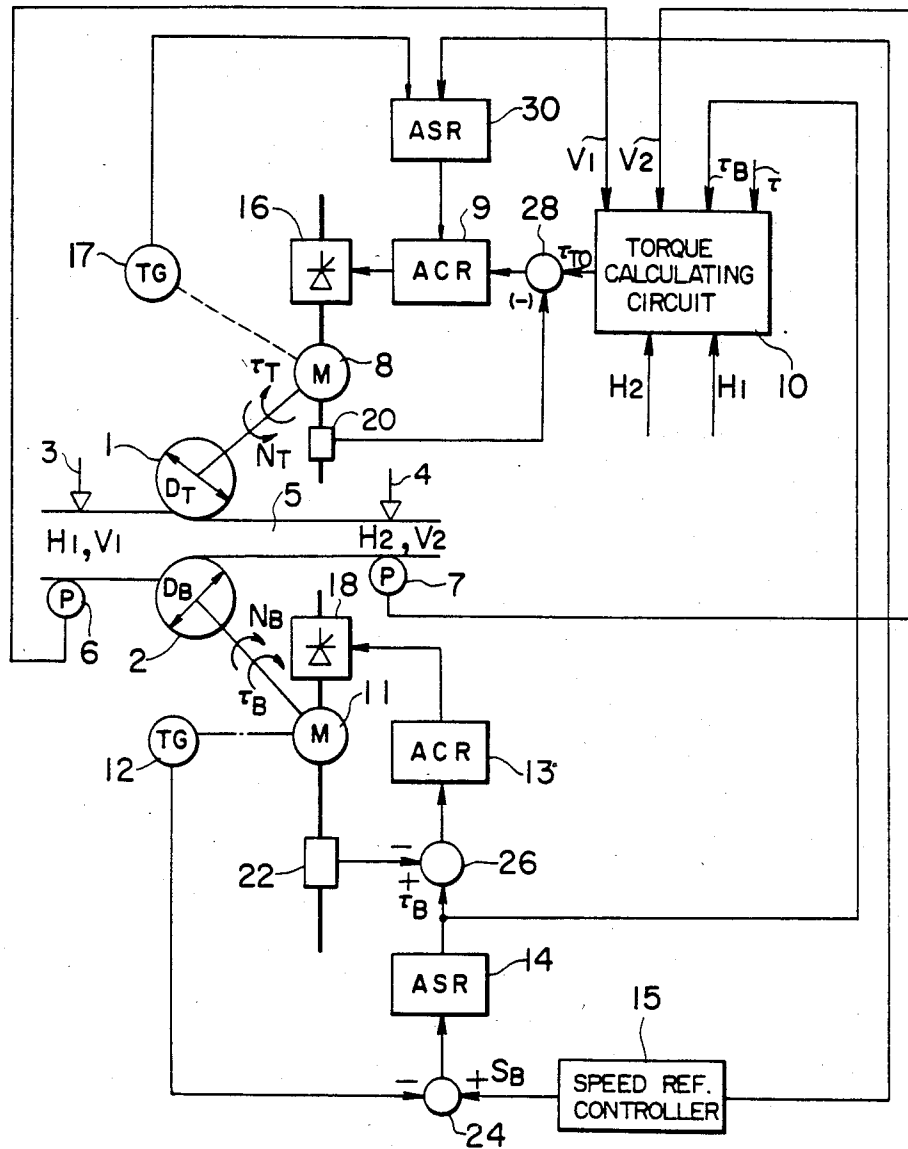 30
ASR
V1
V2
τB
τ
16
9
28
17
TG
ACR
τTO
(-)
TORQUE
CALCULATING
CIRCUIT
M
8
τT
H2
H1
10
20
1
NT
3
4
DT
5
H1,V1
H2,V2
P
7
DB
18
P
6
2
NB
τB
11
M
TG
12
ACR
13
22
-
26
+
τB
14
ASR
15
-
+
SB
SPEED REF.
CONTROLLER
24